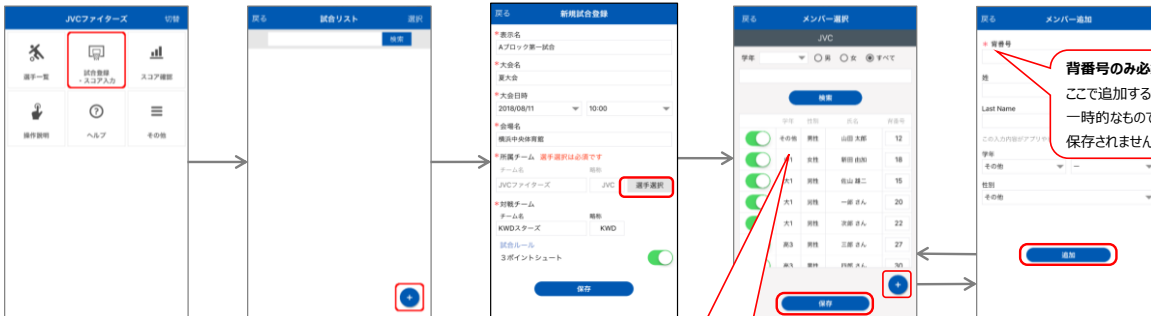 JVCファイターズ 切替
選手一覧
試合登録
・スコア入力
スコア確認
操作説明
ヘルプ
その他
戻る 試合リスト 選択
検索
+
戻る 新規試合登録
*表示名
Aブロック第一試合
*大会名
夏大会
*大会日時
2018/08/11 10:00
*会場名
横浜中央体育館
*所属チーム 選手選択は必須です
チーム名 略称
JVCファイターズ JVC 選手選択
*対戦チーム
チーム名 略称
KWDスターズ KWD
試合ルール
3ポイントシュート
保存
戻る メンバー選択
JVC
学年 男 女 すべて
検索
学年 性別 氏名 背番号
その他 男性 山田 太郎 12
女性 新田 由加 18
大1 男性 佐山 雄二 15
大1 男性 一郎 さん 20
大1 男性 次郎 さん 22
高3 男性 三郎 さん 27
高3 男性 四郎 さん 30
+
保存
戻る メンバー追加
* 背番号
姓
Last Name
学年
その他 –
性別
その他
追加
背番号のみ必
ここで追加する
一時的なもので
保存されません